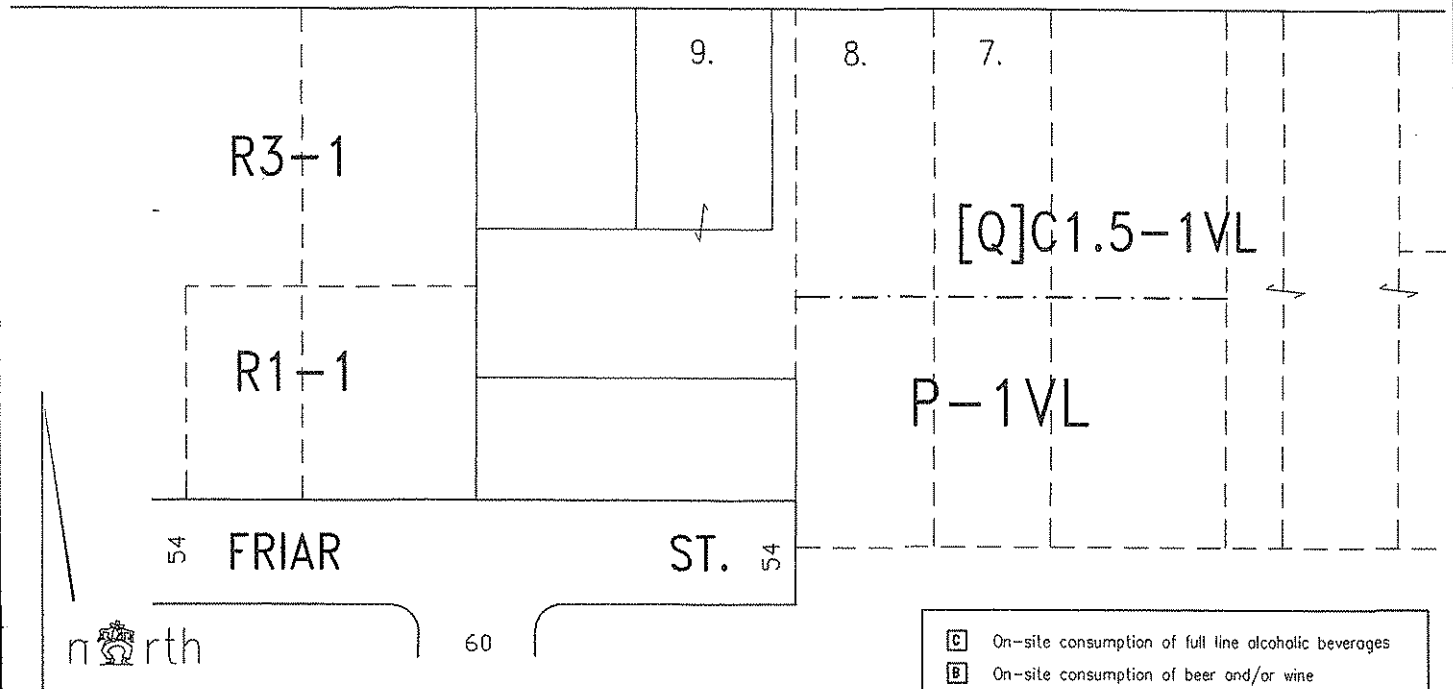 9.
8.
7.
R3-1
[Q]C1.5-1VL
R1-1
P-1VL
54 FRIAR ST. 54
60
north
C On-site consumption of full line alcoholic beverages
B On-site consumption of beer and/or wine